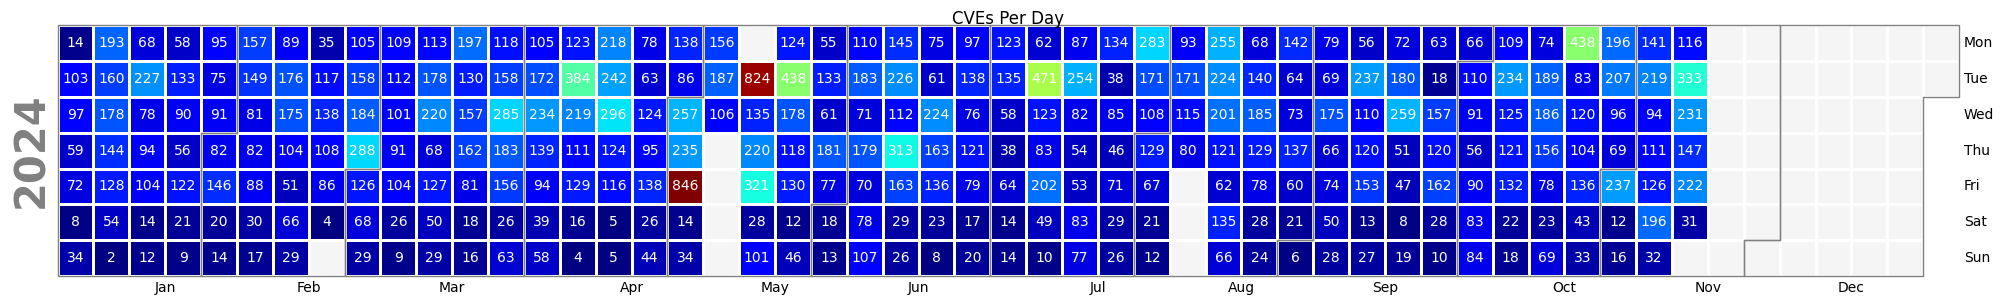 CVEs Per Day
14 193 68 58 95 157 89 35 105 109 113 197 118 105 123 218 78 138 156 124 55 110 145 75 97 123 62 87 134 283 93 255 68 142 79 56 72 63 66 109 74 438 196 141 116 Mon
103 160 227 133 75 149 176 117 158 112 178 130 158 172 384 242 63 86 187 824 438 133 183 226 61 138 135 471 254 38 171 171 224 140 64 69 237 180 18 110 234 189 83 207 219 333 Tue
97 178 78 90 91 81 175 138 184 101 220 157 285 234 219 296 124 257 106 135 178 61 71 112 224 76 58 123 82 85 108 115 201 185 73 175 110 259 157 91 125 186 120 96 94 231 Wed
59 144 94 56 82 82 104 108 288 91 68 162 183 139 111 124 95 235 220 118 181 179 313 163 121 38 83 54 46 129 80 121 129 137 66 120 51 120 56 121 156 104 69 111 147 Thu
72 128 104 122 146 88 51 86 126 104 127 81 156 94 129 116 138 846 321 130 77 70 163 136 79 64 202 53 71 67 62 78 60 74 153 47 162 90 132 78 136 237 126 222 Fri
8 54 14 21 20 30 66 4 68 26 50 18 26 39 16 5 26 14 28 12 18 78 29 23 17 14 49 83 29 21 135 28 21 50 13 8 28 83 22 23 43 12 196 31 Sat
34 2 12 9 14 17 29 29 9 29 16 63 58 4 5 44 34 101 46 13 107 26 8 20 14 10 77 26 12 66 24 6 28 27 19 10 84 18 69 33 16 32 Sun
Jan Feb Mar Apr May Jun Jul Aug Sep Oct Nov Dec
2024